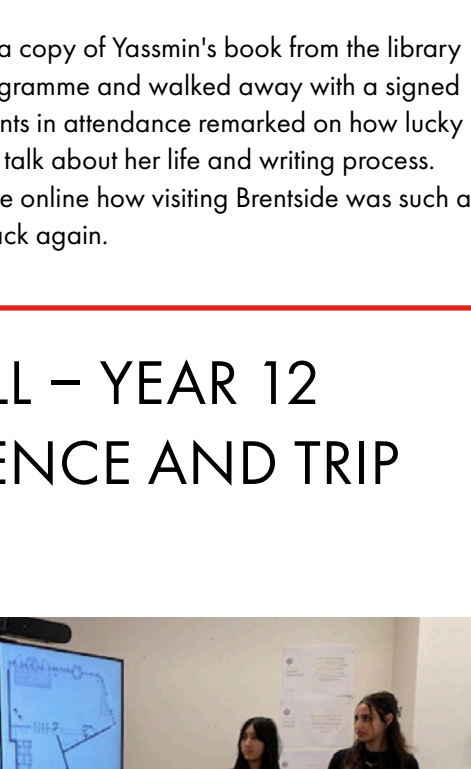 a copy of Yassmin's book from the library
gramme and walked away with a signed
nts in attendance remarked on how lucky
talk about her life and writing process.
e online how visiting Brentside was such a
ck again.
LL – YEAR 12
ENCE AND TRIP